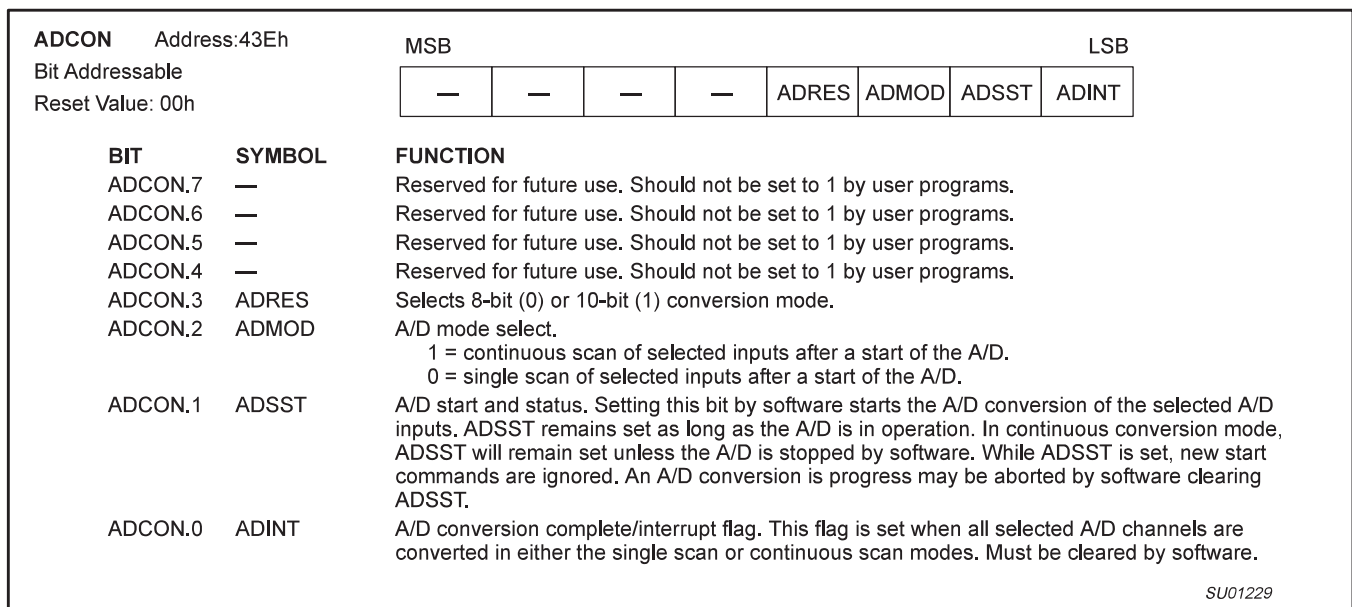 ADCON Address:43Eh
Bit Addressable
Reset Value: 00h
MSB LSB
— — — — ADRES ADMOD ADSST ADINT
BIT SYMBOL FUNCTION
ADCON.7 — Reserved for future use. Should not be set to 1 by user programs.
ADCON.6 — Reserved for future use. Should not be set to 1 by user programs.
ADCON.5 — Reserved for future use. Should not be set to 1 by user programs.
ADCON.4 — Reserved for future use. Should not be set to 1 by user programs.
ADCON.3 ADRES Selects 8-bit (0) or 10-bit (1) conversion mode.
ADCON.2 ADMOD A/D mode select.
1 = continuous scan of selected inputs after a start of the A/D.
0 = single scan of selected inputs after a start of the A/D.
ADCON.1 ADSST A/D start and status. Setting this bit by software starts the A/D conversion of the selected A/D
inputs. ADSST remains set as long as the A/D is in operation. In continuous conversion mode,
ADSST will remain set unless the A/D is stopped by software. While ADSST is set, new start
commands are ignored. An A/D conversion is progress may be aborted by software clearing
ADSST.
ADCON.0 ADINT A/D conversion complete/interrupt flag. This flag is set when all selected A/D channels are
converted in either the single scan or continuous scan modes. Must be cleared by software.
SU01229